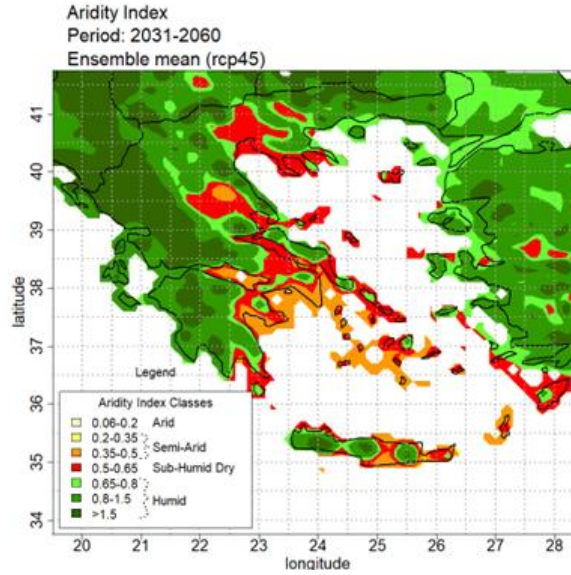 Aridity Index
Period: 2031-2060
Ensemble mean (rcp45)
41
40
39
38
37
36
35
34
latitude
Legend
Aridity Index Classes
0.06-0.2 Arid
0.2-0.35
Semi-Arid
0.35-0.5
0.5-0.65 Sub-Humid Dry
0.65-0.8
0.8-1.5 Humid
>1.5
20 21 22 23 24 25 26 27 28
longitude